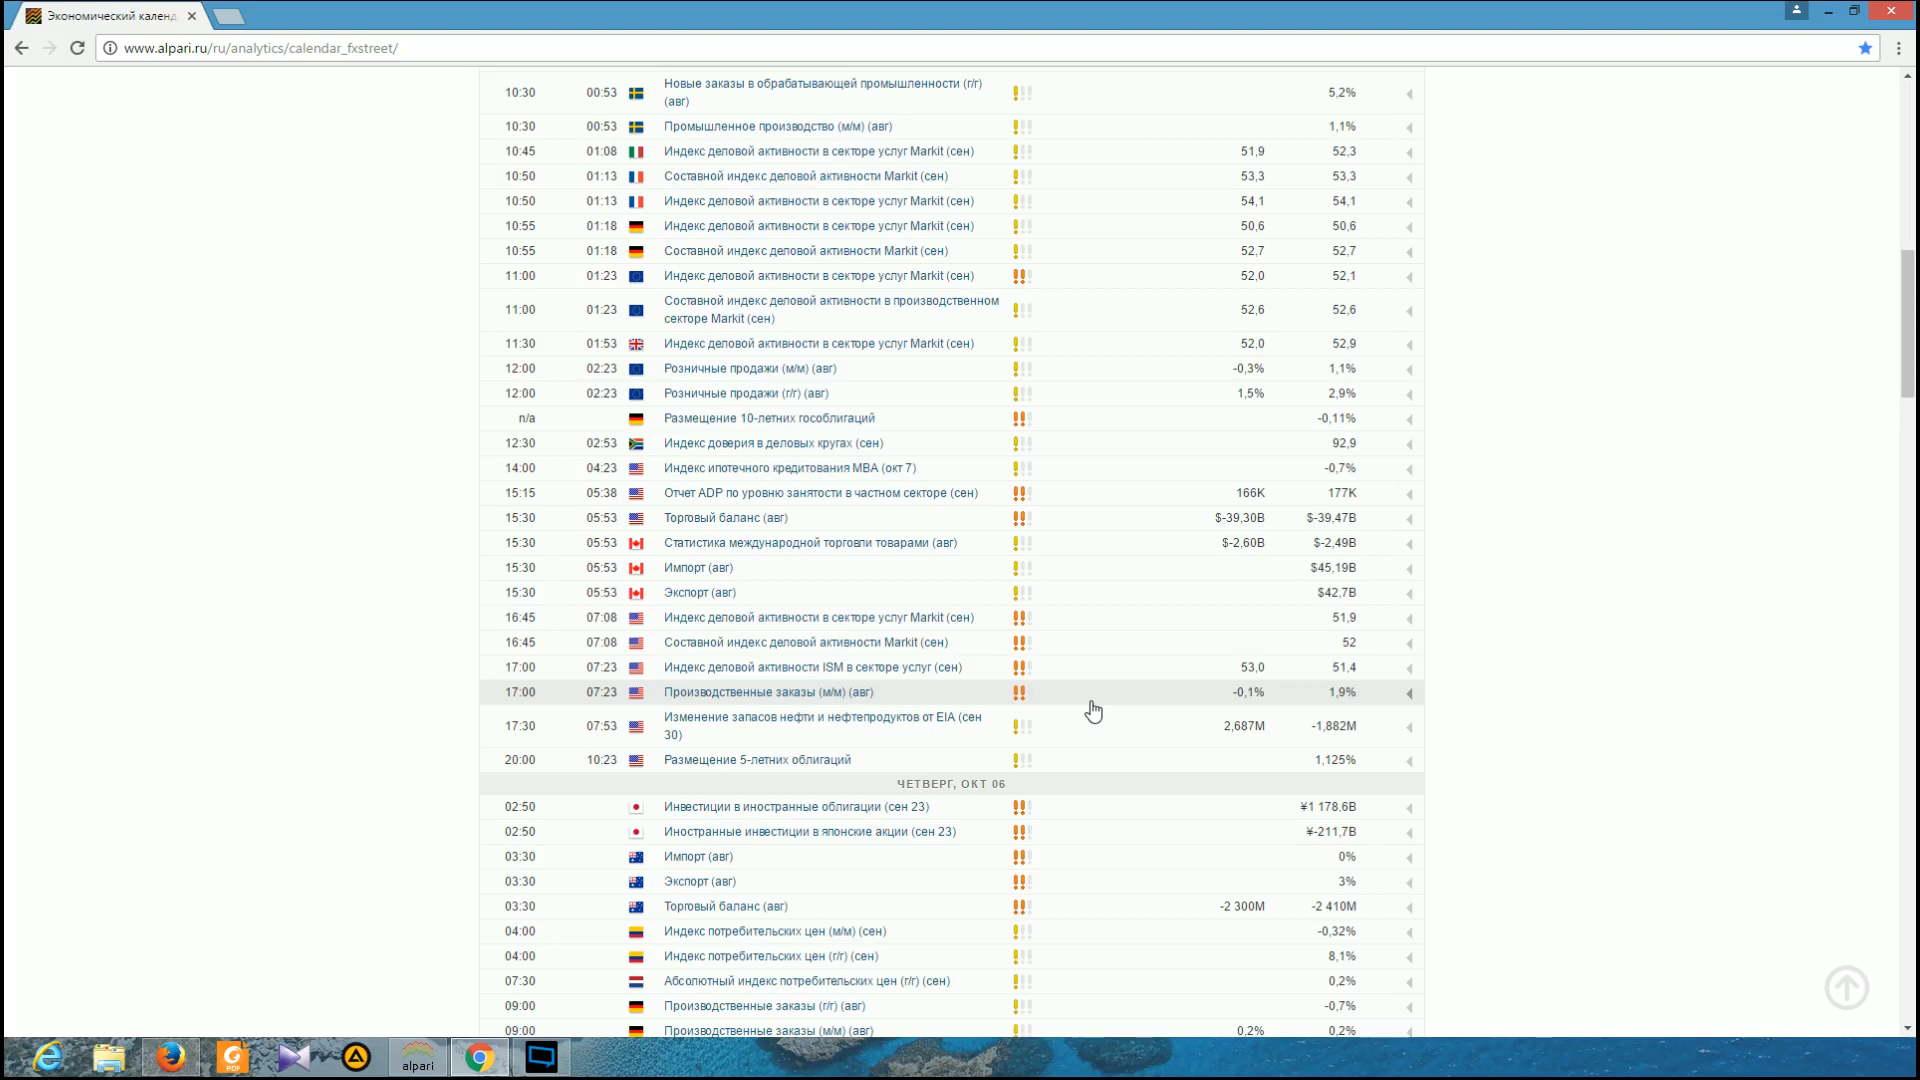 Экономический календ
www.alpari.ru/ru/analytics/calendar_fxstreet/
10:30 00:53 Новые заказы в обрабатывающей промышленности (г/г) 5,2%
(авг)
10:30 00:53 Промышленное производство (м/м) (авг) 1,1%
10:45 01:08 Индекс деловой активности в секторе услуг Markit (сен) 51,9 52,3
10:50 01:13 Составной индекс деловой активности Markit (сен) 53,3 53,3
10:50 01:13 Индекс деловой активности в секторе услуг Markit (сен) 54,1 54,1
10:55 01:18 Индекс деловой активности в секторе услуг Markit (сен) 50,6 50,6
10:55 01:18 Составной индекс деловой активности Markit (сен) 52,7 52,7
11:00 01:23 Индекс деловой активности в секторе услуг Markit (сен) 52,0 52,1
11:00 01:23 Составной индекс деловой активности в производственном 52,6 52,6
секторе Markit (сен)
11:30 01:53 Индекс деловой активности в секторе услуг Markit (сен) 52,0 52,9
12:00 02:23 Розничные продажи (м/м) (авг) -0,3% 1,1%
12:00 02:23 Розничные продажи (г/г) (авг) 1,5% 2,9%
n/a Размещение 10-летних гособлигаций -0,11%
12:30 02:53 Индекс доверия в деловых кругах (сен) 92,9
14:00 04:23 Индекс ипотечного кредитования MBA (окт 7) -0,7%
15:15 05:38 Отчет ADP по уровню занятости в частном секторе (сен) 166K 177K
15:30 05:53 Торговый баланс (авг) $-39,30B $-39,47B
15:30 05:53 Статистика международной торговли товарами (авг) $-2,60B $-2,49B
15:30 05:53 Импорт (авг) $45,19B
15:30 05:53 Экспорт (авг) $42,7B
16:45 07:08 Индекс деловой активности в секторе услуг Markit (сен) 51,9
16:45 07:08 Составной индекс деловой активности Markit (сен) 52
17:00 07:23 Индекс деловой активности ISM в секторе услуг (сен) 53,0 51,4
17:00 07:23 Производственные заказы (м/м) (авг) -0,1% 1,9%
17:30 07:53 Изменение запасов нефти и нефтепродуктов от EIA (сен 2,687M -1,882M
30)
20:00 10:23 Размещение 5-летних облигаций 1,125%
ЧЕТВЕРГ, ОКТ 06
02:50 Инвестиции в иностранные облигации (сен 23) ¥1 178,6B
02:50 Иностранные инвестиции в японские акции (сен 23) ¥-211,7B
03:30 Импорт (авг) 0%
03:30 Экспорт (авг) 3%
03:30 Торговый баланс (авг) -2 300M -2 410M
04:00 Индекс потребительских цен (м/м) (сен) -0,32%
04:00 Индекс потребительских цен (г/г) (сен) 8,1%
07:30 Абсолютный индекс потребительских цен (г/г) (сен) 0,2%
09:00 Производственные заказы (г/г) (авг) -0,7%
09:00 Производственные заказы (м/м) (авг) 0,2% 0,2%
PDF
alpari